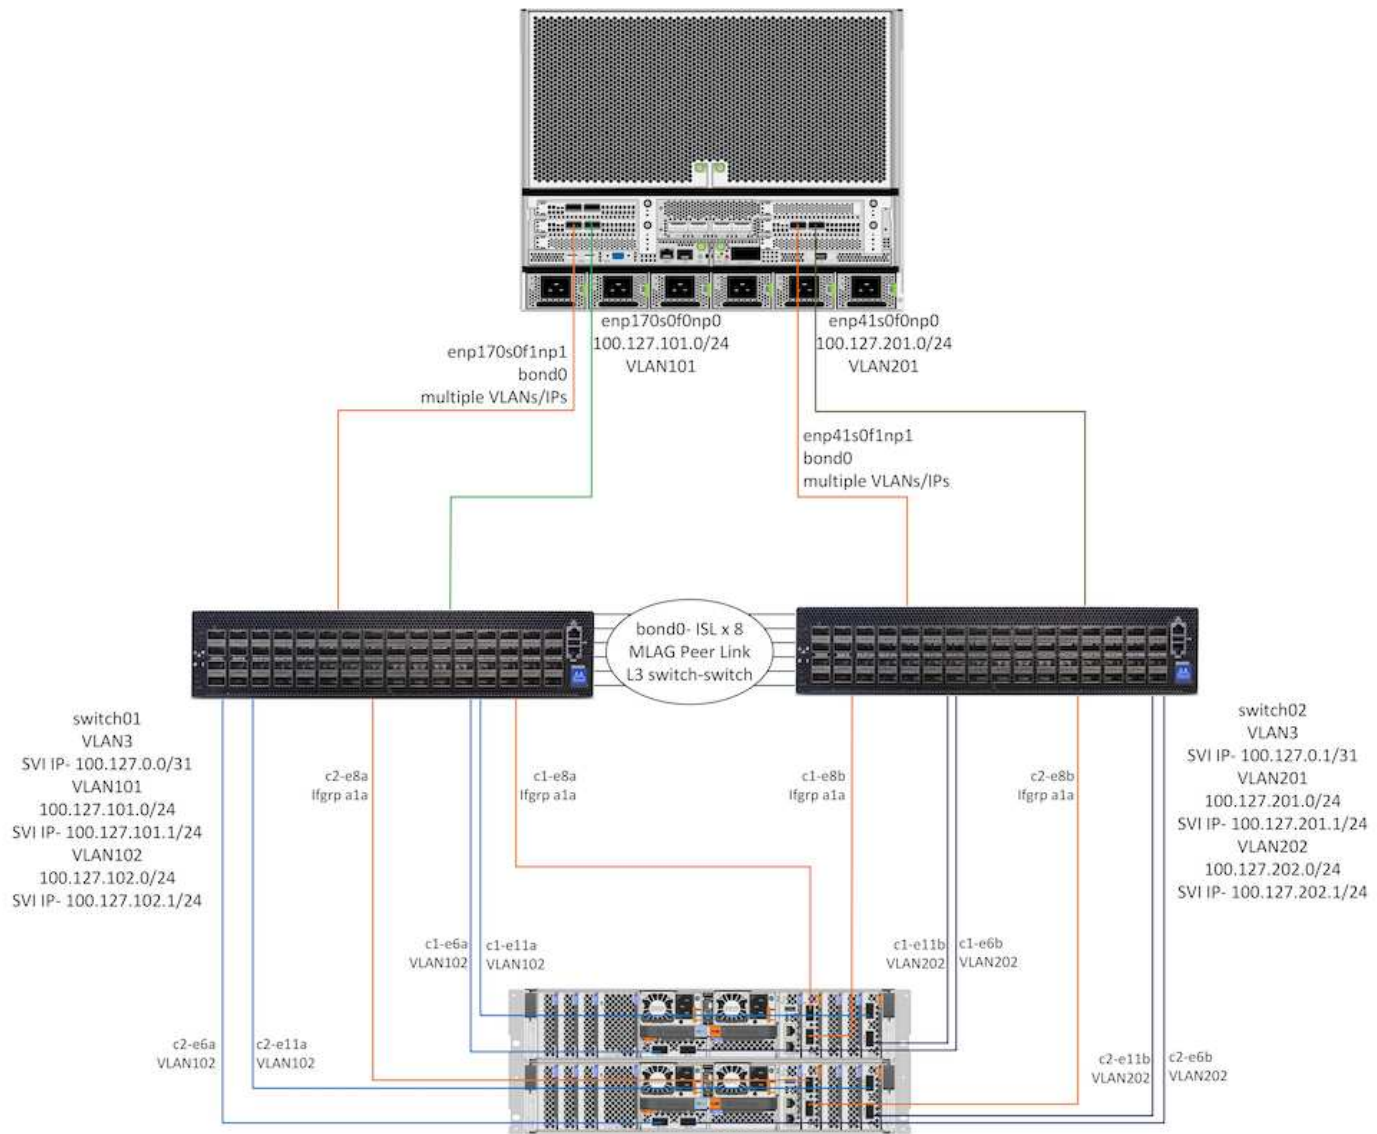 enp170s0f0np0
100.127.101.0/24
VLAN101
enp41s0f0np0
100.127.201.0/24
VLAN201
enp170s0f1np1
bond0
multiple VLANs/IPs
enp41s0f1np1
bond0
multiple VLANs/IPs
bond0- ISL x 8
MLAG Peer Link
L3 switch-switch
switch01
VLAN3
SVI IP- 100.127.0.0/31
VLAN101
100.127.101.0/24
SVI IP- 100.127.101.1/24
VLAN102
100.127.102.0/24
SVI IP- 100.127.102.1/24
c2-e8a
Ifgrp a1a
c1-e8a
Ifgrp a1a
c1-e8b
Ifgrp a1a
c2-e8b
Ifgrp a1a
switch02
VLAN3
SVI IP- 100.127.0.1/31
VLAN201
100.127.201.0/24
SVI IP- 100.127.201.1/24
VLAN202
100.127.202.0/24
SVI IP- 100.127.202.1/24
c1-e6a
VLAN102
c1-e11a
VLAN102
c1-e11b
VLAN202
c1-e6b
VLAN202
c2-e6a
VLAN102
c2-e11a
VLAN102
c2-e11b
VLAN202
c2-e6b
VLAN202